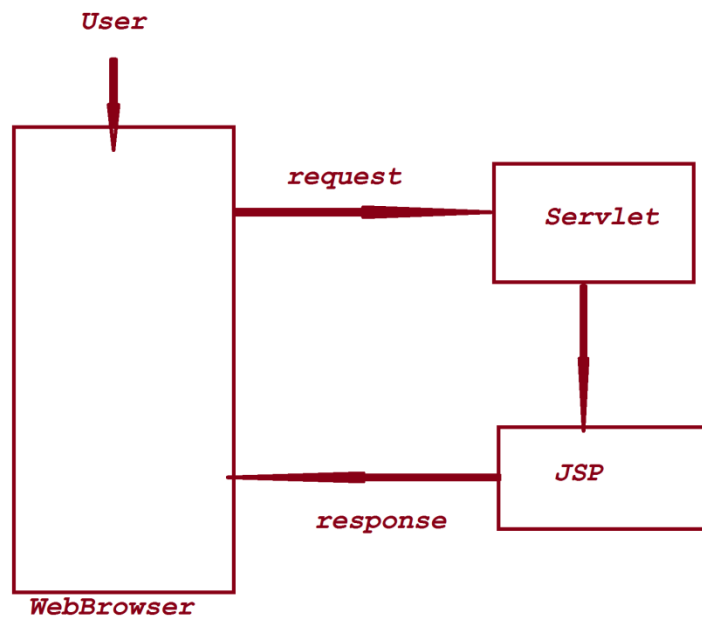 User
request
Servlet
JSP
response
WebBrowser